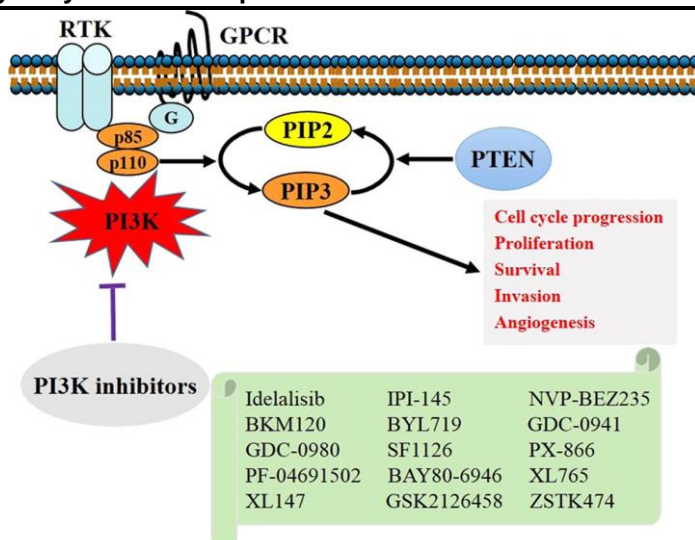 RTK
GPCR
G
p85
p110
PIP2
PIP3
PTEN
PI3K
Cell cycle progression
Proliferation
Survival
Invasion
Angiogenesis
PI3K inhibitors
Idelalisib IPI-145 NVP-BEZ235
BKM120 BYL719 GDC-0941
GDC-0980 SF1126 PX-866
PF-04691502 BAY80-6946 XL765
XL147 GSK2126458 ZSTK474